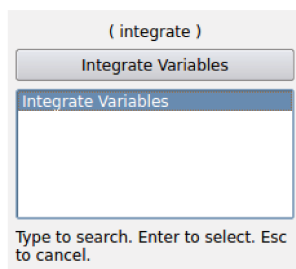 ( integrate )
Integrate Variables
Integrate Variables
Type to search. Enter to select. Esc
to cancel.